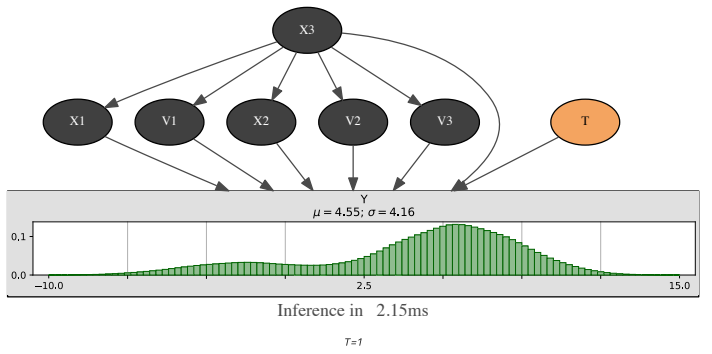 X3
X1 V1 X2 V2 V3 T
Y
μ = 4.55; σ = 4.16
0.1
0.0
−10.0 2.5 15.0
Inference in 2.15ms
T=1